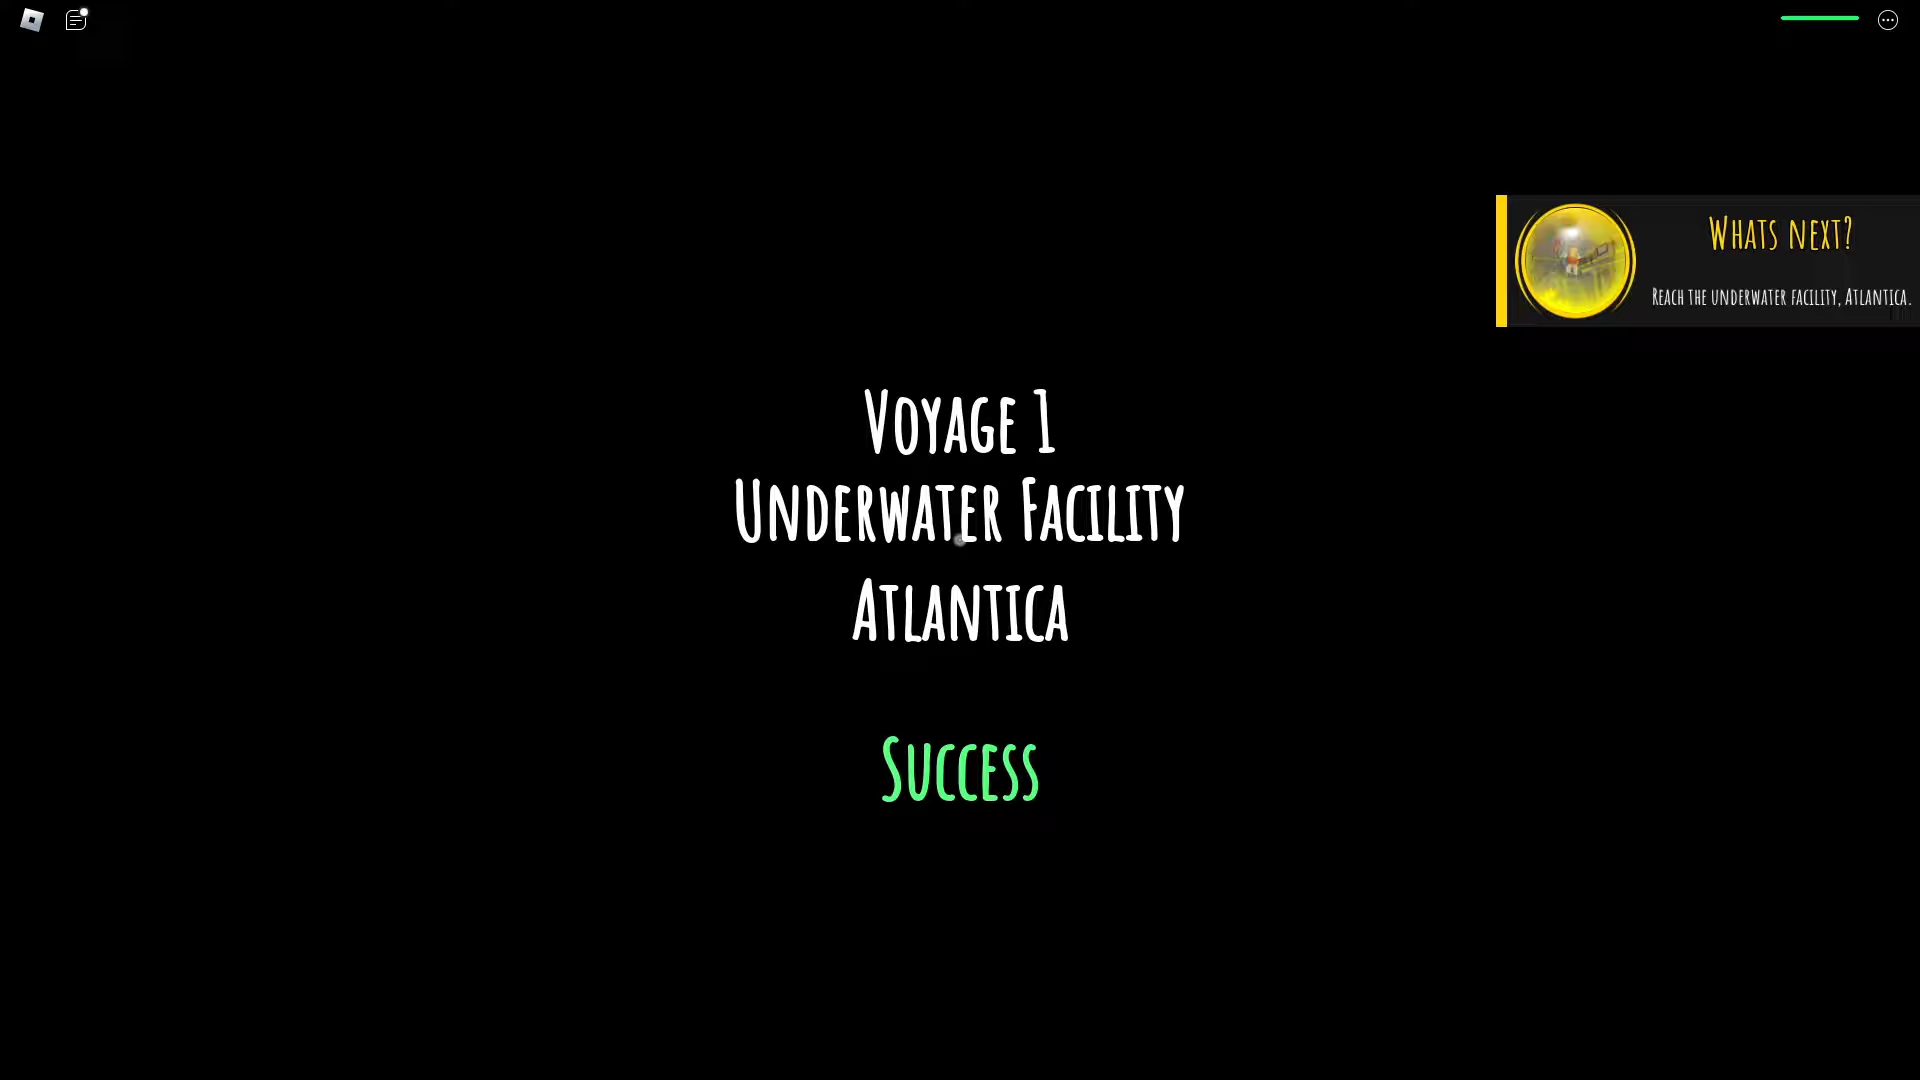 Whats next?
Reach the underwater facility, Atlantica.
Voyage 1
Underwater Facility
Atlantica
Success